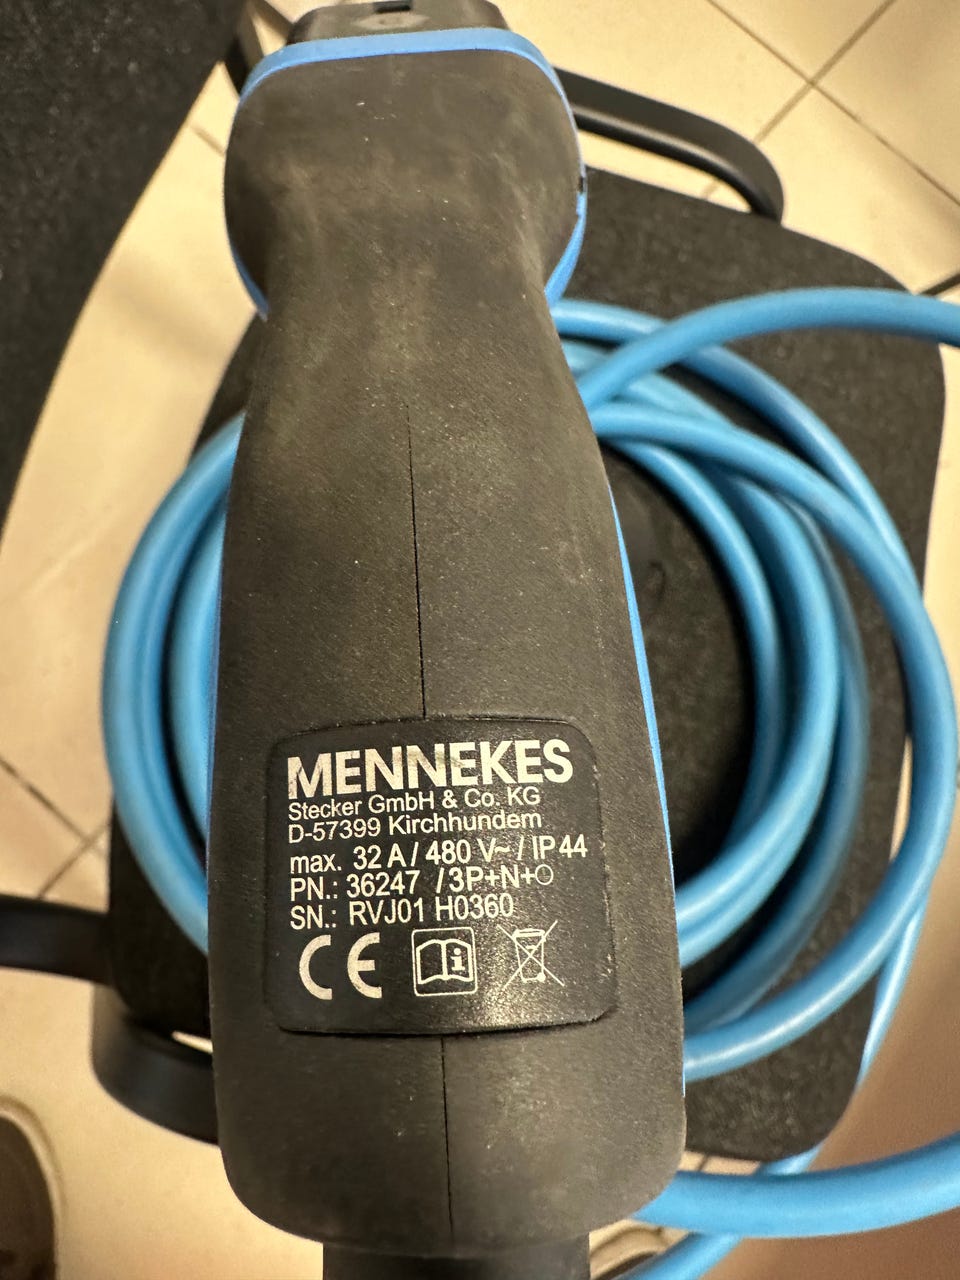 MENNEKES
Stecker GmbH & Co. KG
D-57399 Kirchhundem
max. 32 A / 480 V~ / IP 44
PN.: 36247 / 3P+N+
SN.: RVJ01 H0360
CE
i